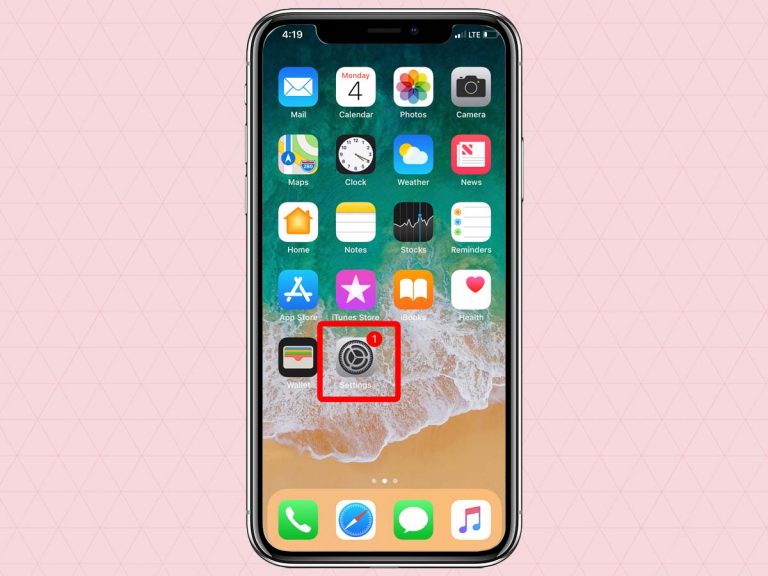 4:19 LTE
Monday
4
Mail Calendar Photos Camera
280
Maps Clock Weather News
Home Notes Stocks Reminders
App Store iTunes Store iBooks Health
1
Wallet Settings